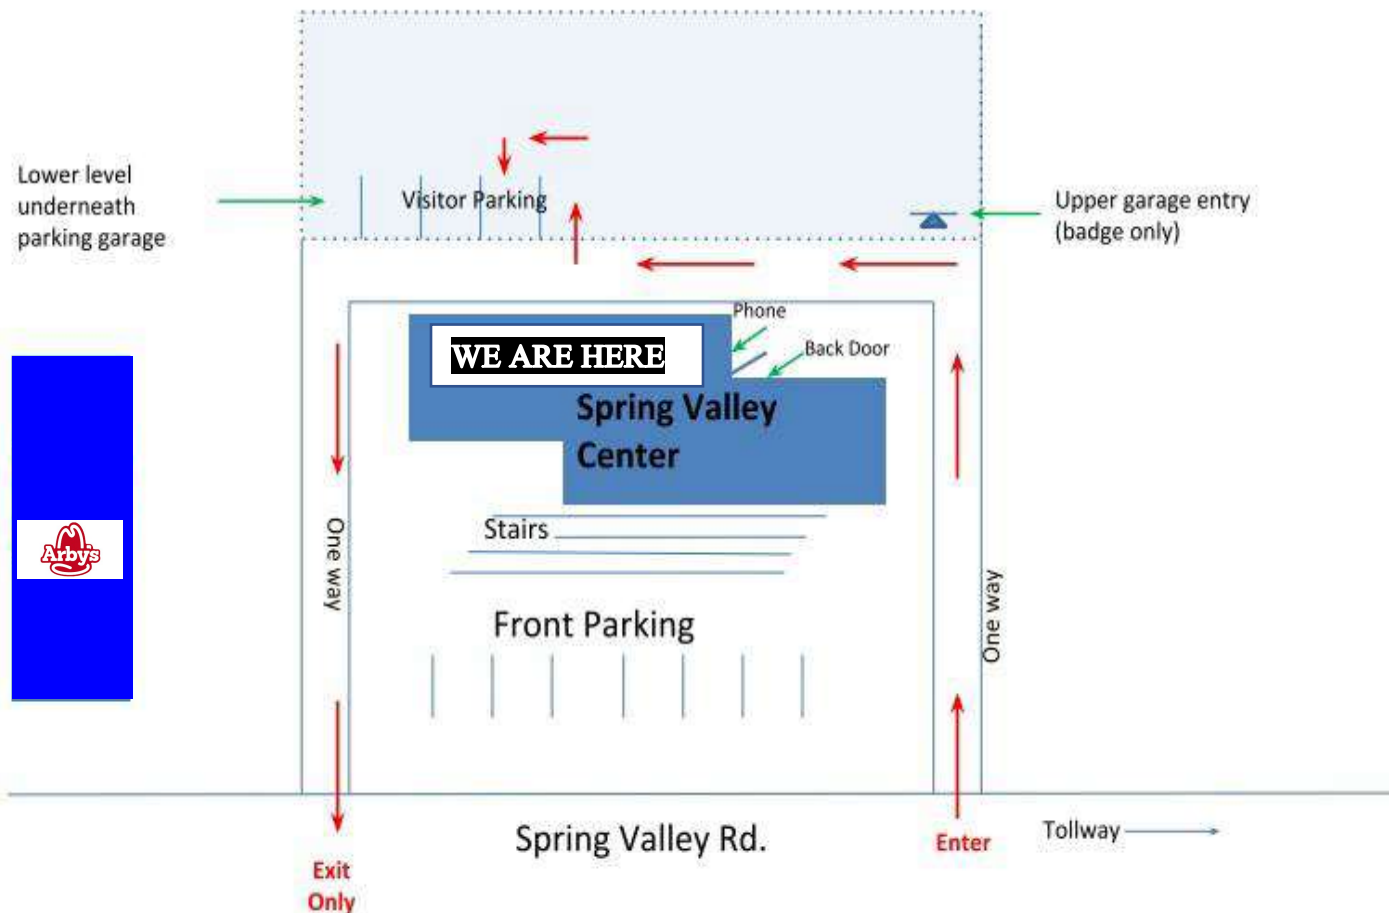 Lower level
underneath
parking garage
Visitor Parking
Upper garage entry
(badge only)
Phone
Back Door
WE ARE HERE
Spring Valley
Center
Arby's
Stairs
One way
One way
Front Parking
Spring Valley Rd.
Enter
Tollway
Exit
Only